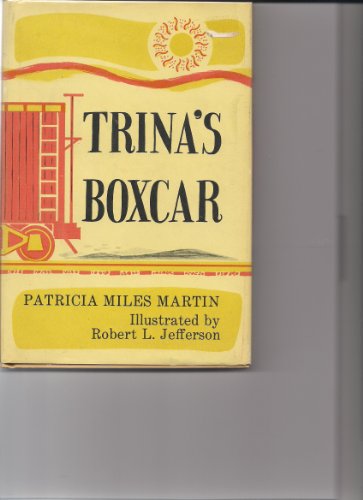 TRINA'S
BOXCAR
PATRICIA MILES MARTIN
Illustrated by
Robert L. Jefferson